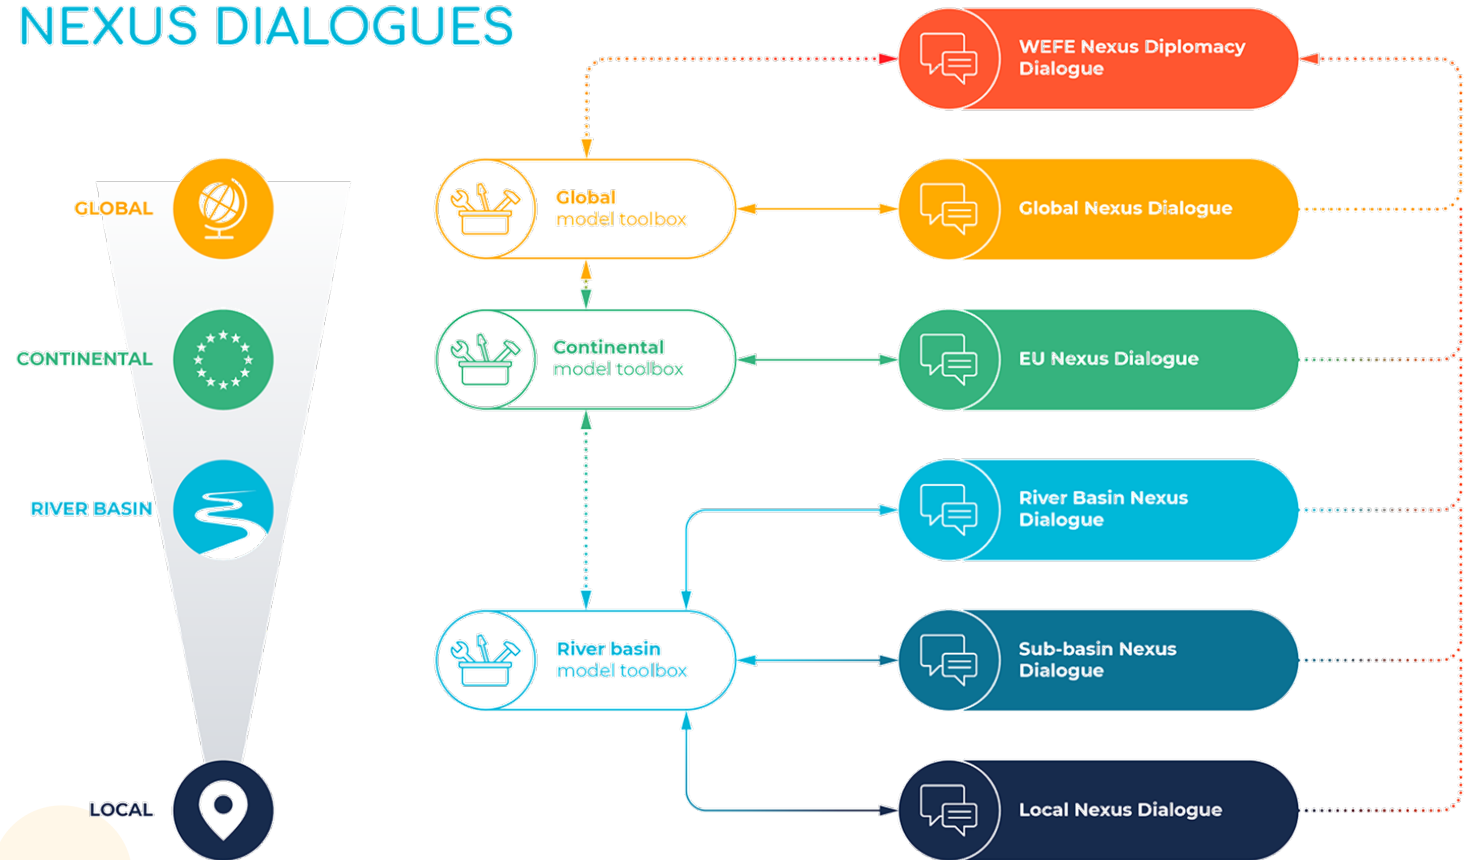 NEXUS DIALOGUES
WEFE Nexus Diplomacy
Dialogue
GLOBAL
Global
model toolbox
Global Nexus Dialogue
CONTINENTAL
Continental
model toolbox
EU Nexus Dialogue
RIVER BASIN
River Basin Nexus
Dialogue
River basin
model toolbox
Sub-basin Nexus
Dialogue
LOCAL
Local Nexus Dialogue